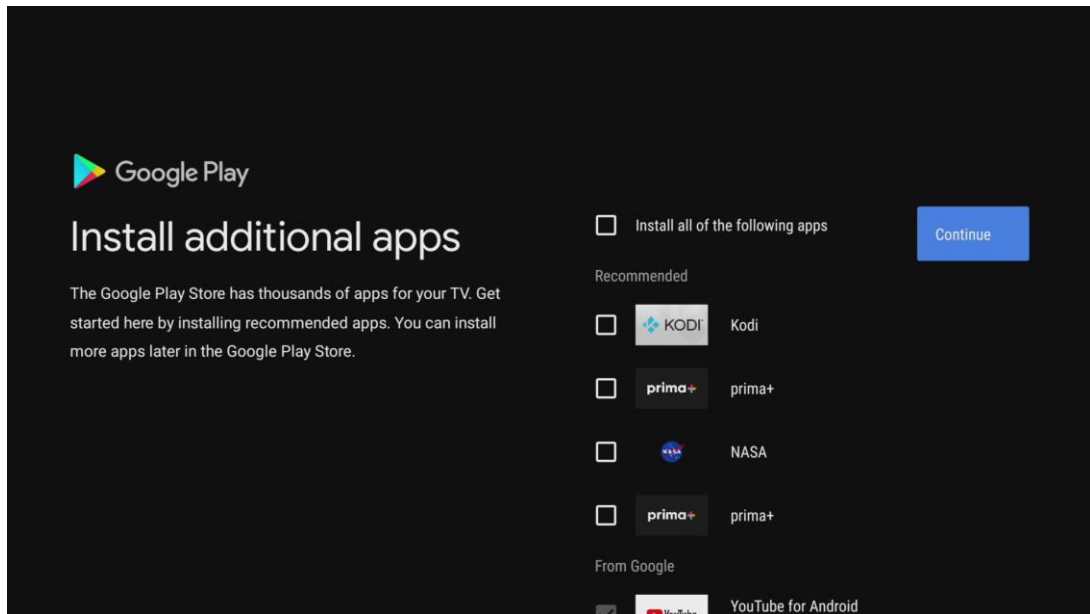 Google Play
Install additional apps
The Google Play Store has thousands of apps for your TV. Get
started here by installing recommended apps. You can install
more apps later in the Google Play Store.
Install all of the following apps
Continue
Recommended
KODI
Kodi
prima+
prima+
NASA
NASA
prima+
prima+
From Google
YouTube
YouTube for Android